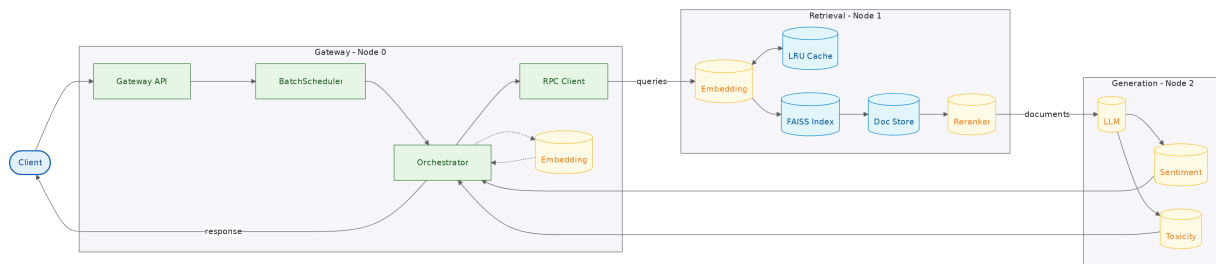 Gateway - Node 0
Retrieval - Node 1
Generation - Node 2
Client
Gateway API
BatchScheduler
Orchestrator
RPC Client
Embedding
queries
Embedding
LRU Cache
FAISS Index
Doc Store
Reranker
documents
LLM
Sentiment
Toxicity
response